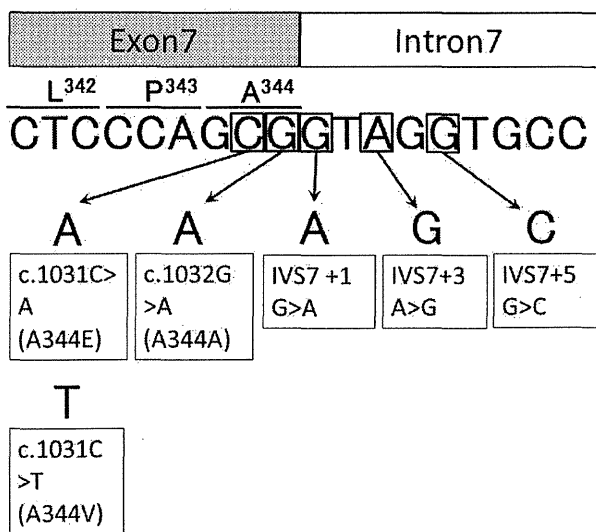 Exon7 Intron7
L342 P343 A344
CTCCCAGCGGTAGGTGCC
A A A G C
c.1031C>
A
(A344E)
c.1032G
>A
(A344A)
IVS7 +1
G>A
IVS7+3
A>G
IVS7+5
G>C
T
c.1031C
>T
(A344V)